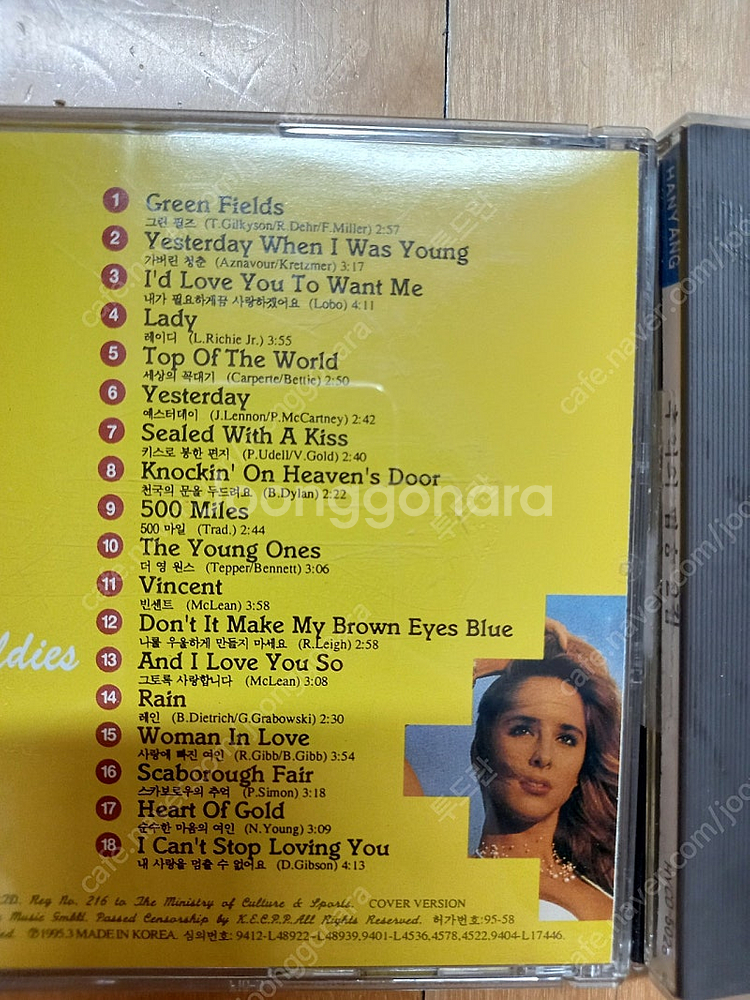 1 Green Fields
그린 필즈 (T.Gilkyson/R.Dehr/F.Miller) 2:57
2 Yesterday When I Was Young
가버린 청춘 (Aznavour/Kretzmer) 3:17
3 I'd Love You To Want Me
내가 필요하게끔 사랑하겠어요 (Lobo) 4:11
4 Lady
레이디 (L.Richie Jr.) 3:55
5 Top Of The World
세상의 꼭대기 (Carperte/Bettie) 2:50
6 Yesterday
예스터데이 (J.Lennon/P.McCartney) 2:42
7 Sealed With A Kiss
키스로 봉한 편지 (P.Udell/V.Gold) 2:40
8 Knockin' On Heaven's Door
천국의 문을 두드려요 (B.Dylan) 2:22
9 500 Miles
500 마일 (Trad.) 2:44
10 The Young Ones
더 영 원스 (Tepper/Bennett) 3:06
11 Vincent
빈센트 (McLean) 3:58
12 Don't It Make My Brown Eyes Blue
나를 우울하게 만들지 마세요 (R.Leigh) 2:58
13 And I Love You So
그토록 사랑합니다 (McLean) 3:08
14 Rain
레인 (B.Dietrich/G.Grabowski) 2:30
15 Woman In Love
사랑에 빠진 여인 (R.Gibb/B.Gibb) 3:54
16 Scaborough Fair
스카보로우의 추억 (P.Simon) 3:18
17 Heart Of Gold
순수한 마음의 여인 (N.Young) 3:09
18 I Can't Stop Loving You
내 사랑을 멈출 수 없어요 (D.Gibson) 4:13
ldies
TD. Reg No. 216 to The Ministry of Culture & Sports. COVER VERSION
Music GmbH. Passed Censorship by K.E.C.P.P. All Rights Reserved. 허가번호:95-58
ed. ℗1995.3 MADE IN KOREA. 심의번호: 9412-L48922-L48939,9401-L4536,4578,4522,9404-L17446.
HANYANG
joonggonara
투드란
cafe.naver.com/joo